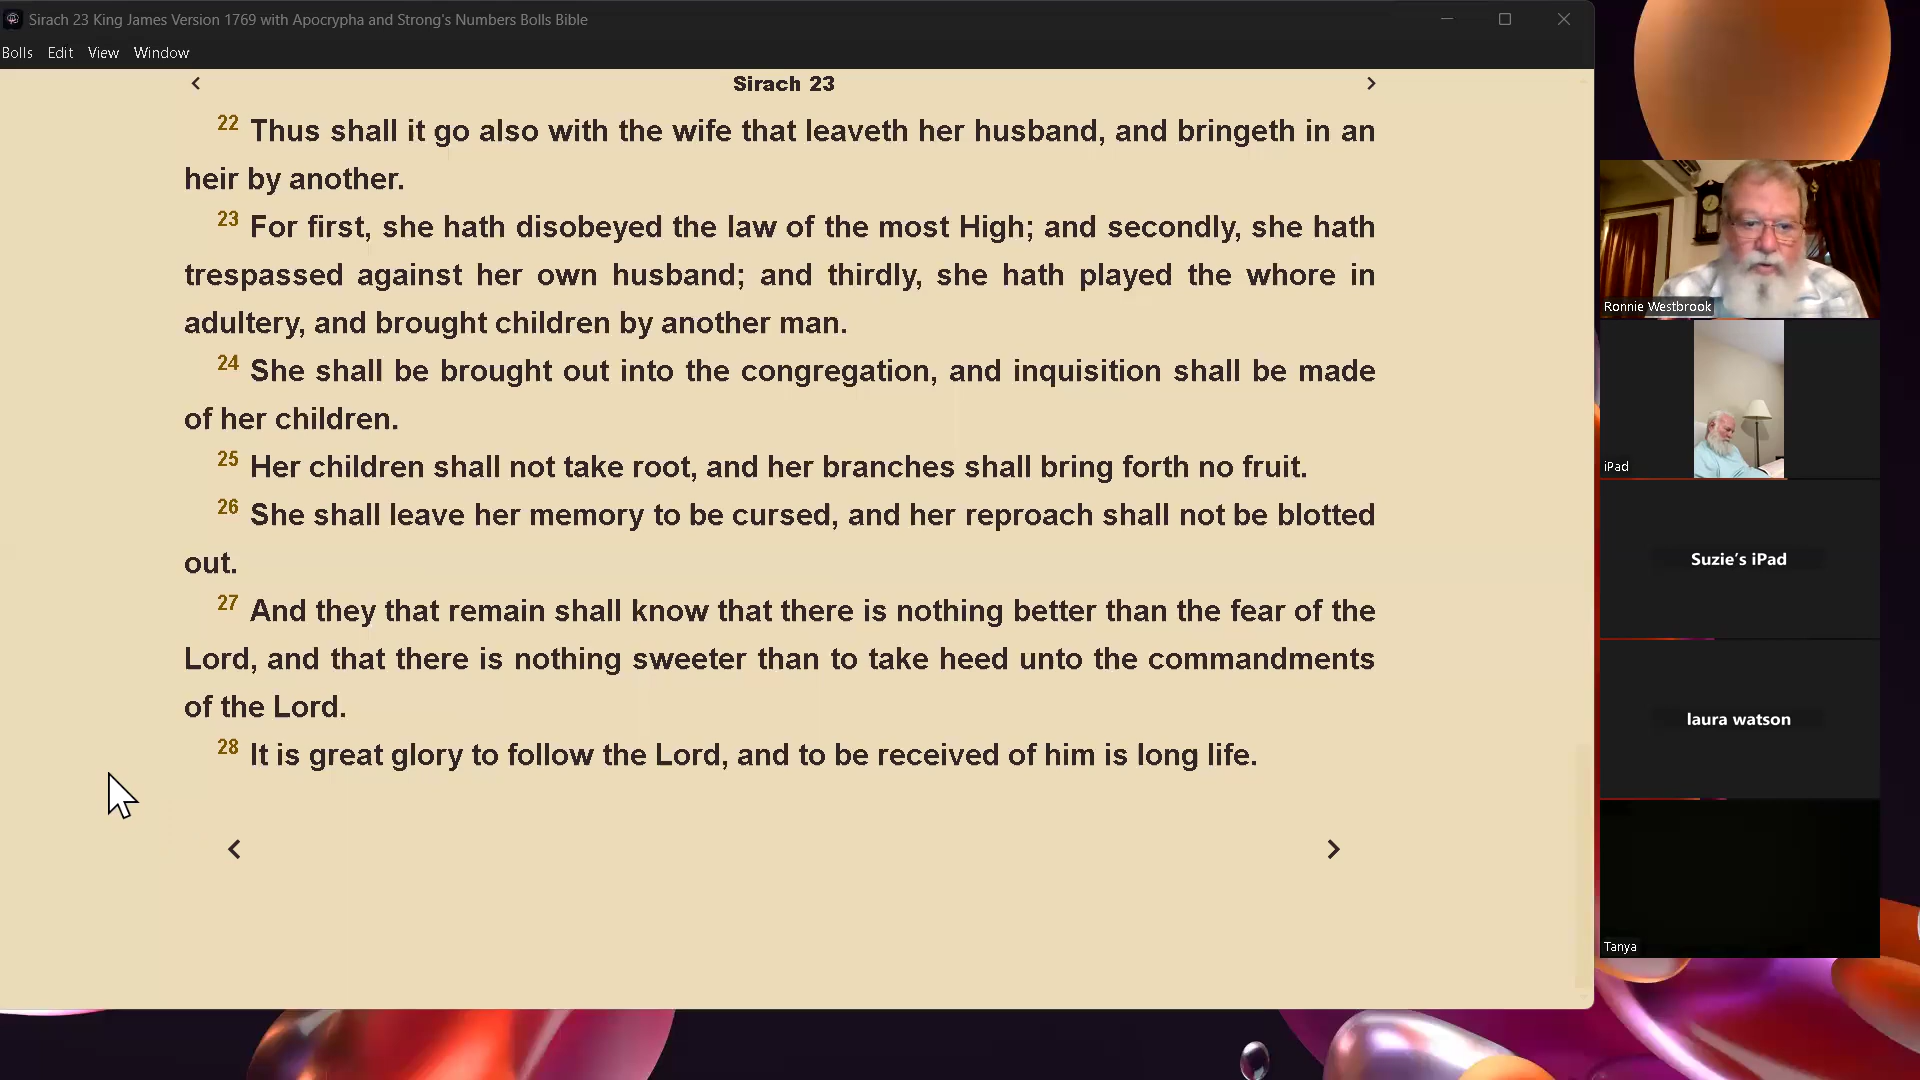 Sirach 23 King James Version 1769 with Apocrypha and Strong's Numbers Bolls Bible
Bolls Edit View Window
Sirach 23
22 Thus shall it go also with the wife that leaveth her husband, and bringeth in an
heir by another.
23 For first, she hath disobeyed the law of the most High; and secondly, she hath
trespassed against her own husband; and thirdly, she hath played the whore in
adultery, and brought children by another man.
24 She shall be brought out into the congregation, and inquisition shall be made
of her children.
25 Her children shall not take root, and her branches shall bring forth no fruit.
26 She shall leave her memory to be cursed, and her reproach shall not be blotted
out.
27 And they that remain shall know that there is nothing better than the fear of the
Lord, and that there is nothing sweeter than to take heed unto the commandments
of the Lord.
28 It is great glory to follow the Lord, and to be received of him is long life.
Ronnie Westbrook
iPad
Suzie's iPad
laura watson
Tanya